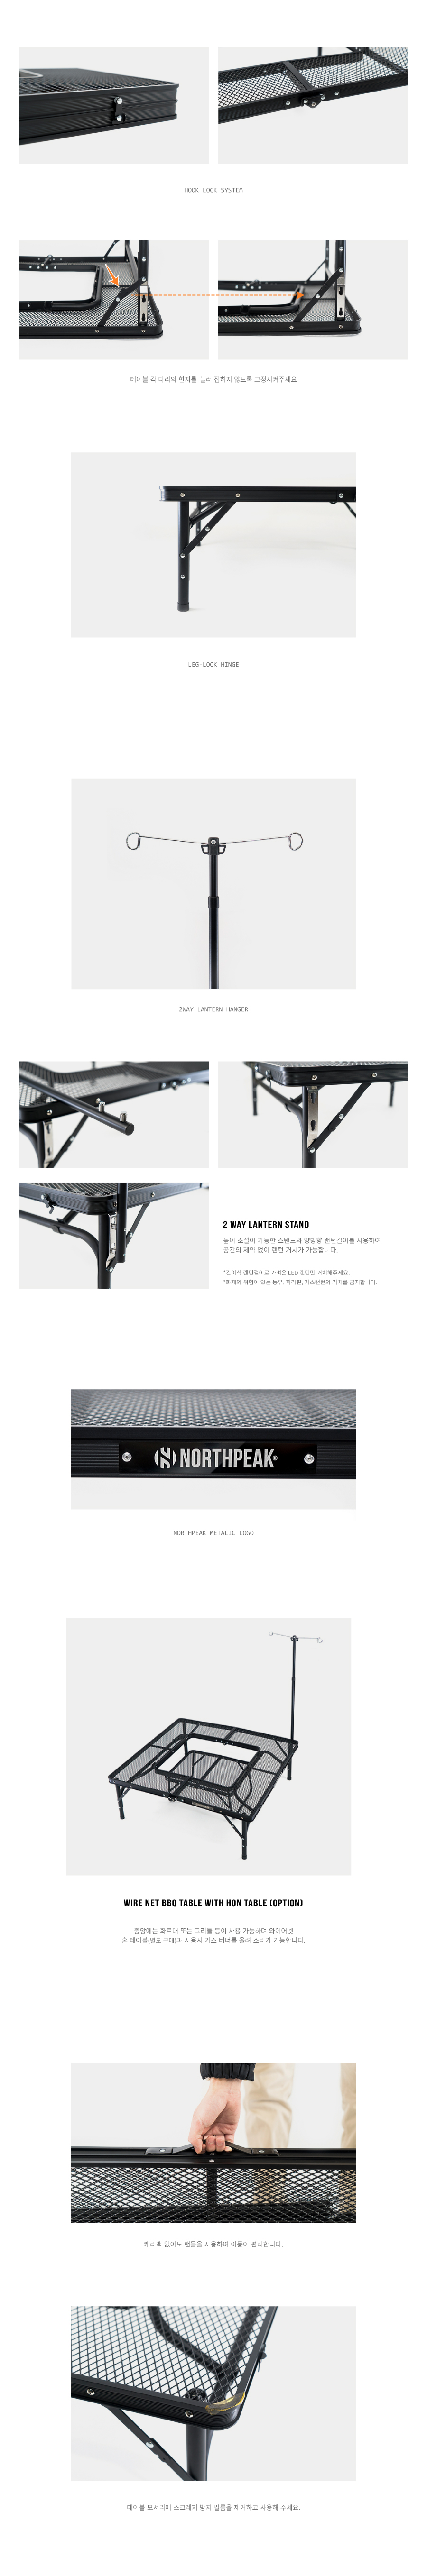 HOOK LOCK SYSTEM
테이블 각 다리의 힌지를 눌러 접히지 않도록 고정시켜주세요
LEG-LOCK HINGE
2WAY LANTERN HANGER
2 WAY LANTERN STAND
높이 조절이 가능한 스탠드와 양방향 랜턴걸이를 사용하여
공간의 제약 없이 랜턴 거치가 가능합니다.
*간이식 랜턴걸이로 가벼운 LED 랜턴만 거치해주세요.
*화재의 위험이 있는 등유, 파라핀, 가스랜턴의 거치를 금지합니다.
NORTHPEAK®
NORTHPEAK METALIC LOGO
WIRE NET BBQ TABLE WITH HON TABLE (OPTION)
중앙에는 화로대 또는 그리들 등이 사용 가능하며 와이어넷
혼 테이블(별도 구매)과 사용시 가스 버너를 올려 조리가 가능합니다.
캐리백 없이도 핸들을 사용하여 이동이 편리합니다.
테이블 모서리에 스크래치 방지 필름을 제거하고 사용해 주세요.